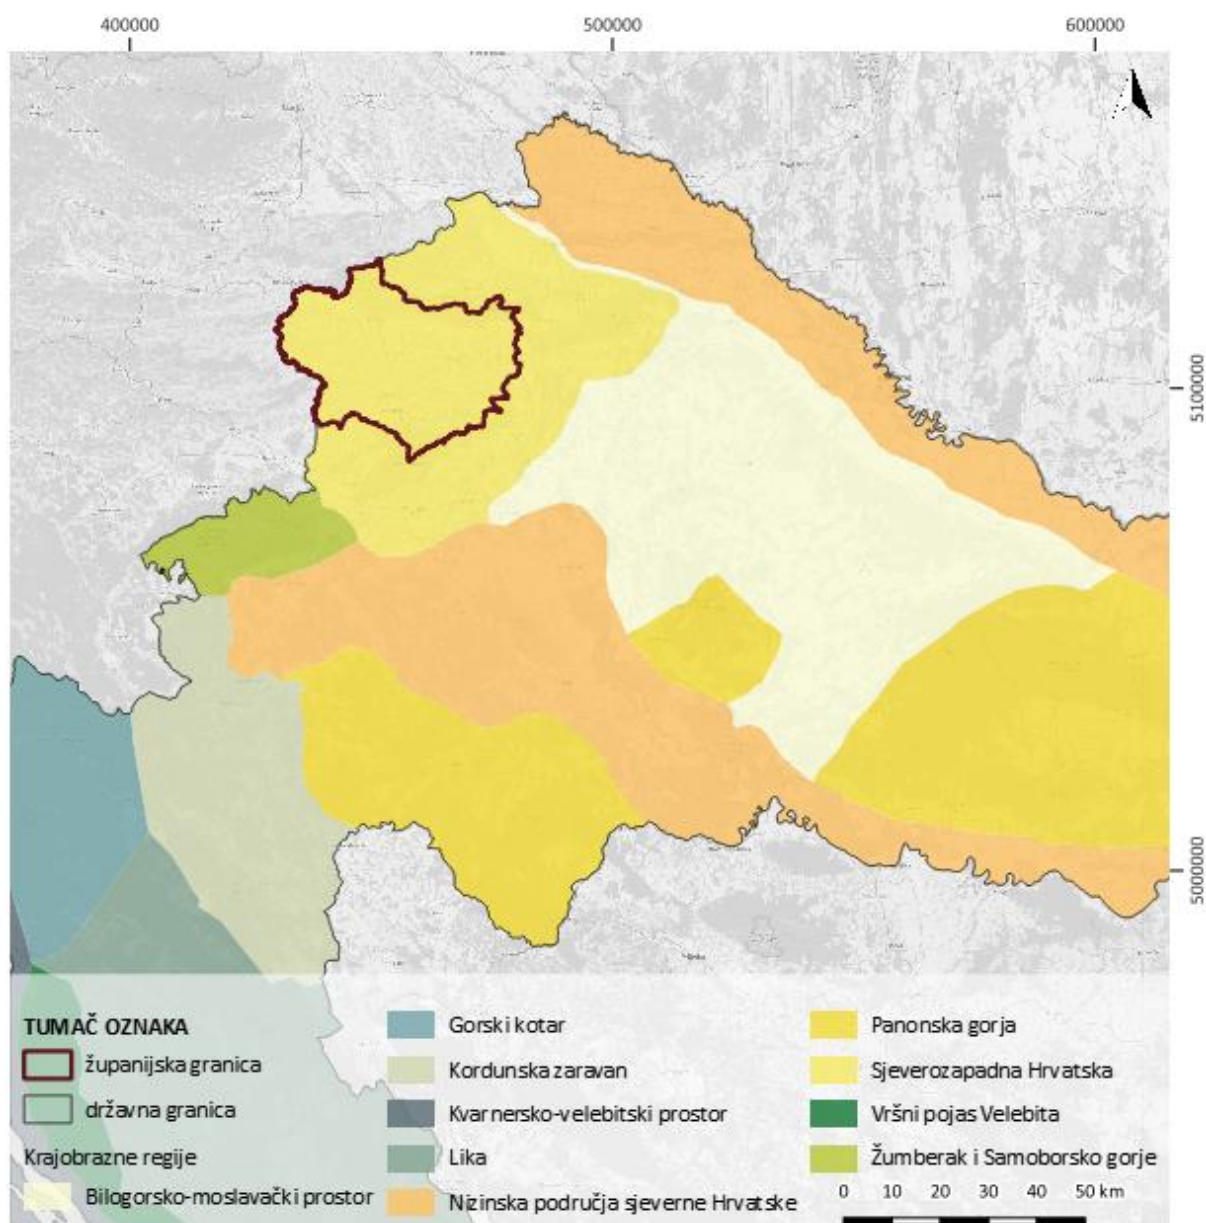 400000
500000
600000
5100000
5000000
TUMAČ OZNAKA
županijska granica
državna granica
Krajobrazne regije
Bilogorsko-moslavački prostor
Gorski kotar
Kordunska zaravan
Kvarnersko-velebitski prostor
Lika
Nizinska područja sjeverne Hrvatske
Panonska gorja
Sjeverozapadna Hrvatska
Vršni pojas Velebita
Žumberak i Samoborsko gorje
0 10 20 30 40 50 km